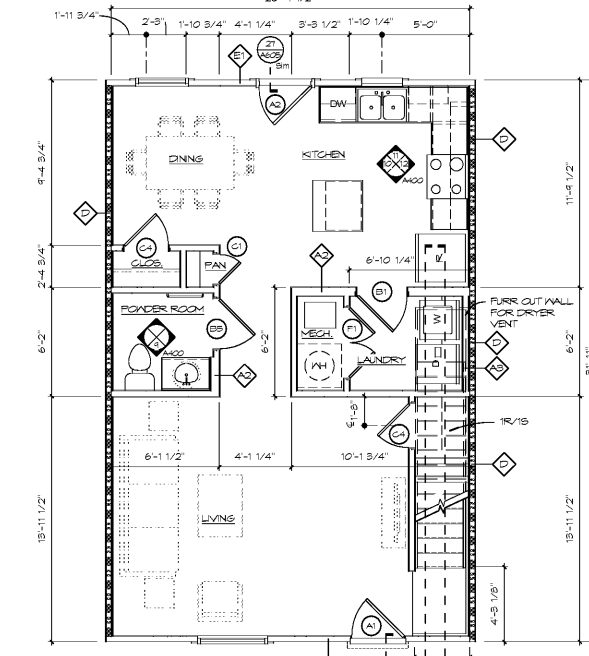 1'-11 3/4"
2'-3"
1'-10 3/4"
4'-1 1/4"
3'-3 1/2"
1'-10 1/4"
5'-0"
27
A605
Sim
E1
A2
DW
D
DINING
KITCHEN
11
10
12
A400
9'-4 3/4"
11'-9 1/2"
D
C4
CLOS.
C1
PAN
A2
6'-10 1/4"
2'-4 3/4"
B1
POWDER ROOM
B5
9
A400
MECH.
F1
W
FURR OUT WALL
FOR DRYER
VENT
D
6'-2"
6'-2"
6'-2"
WH
LAUNDRY
D
A3
A2
1'-8"
C4
1R/1S
D
6'-1 1/2"
4'-1 1/4"
10'-1 3/4"
LIVING
13'-11 1/2"
13'-11 1/2"
4'-3 1/8"
A1